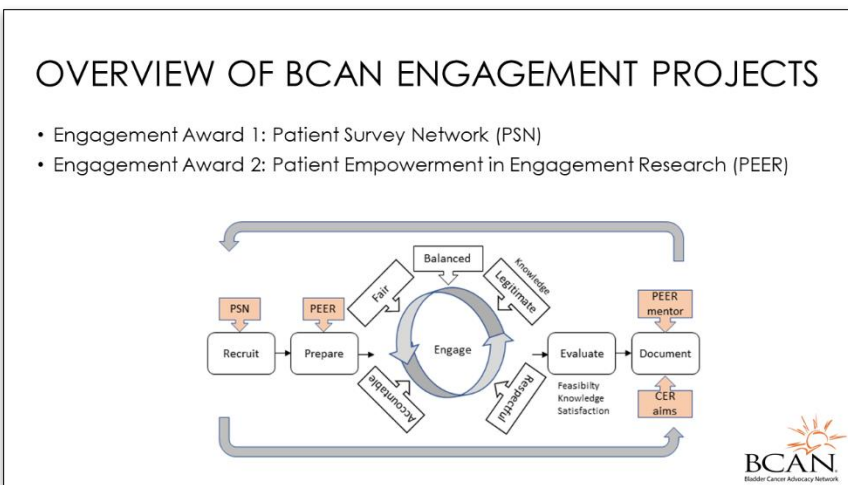 OVERVIEW OF BCAN ENGAGEMENT PROJECTS
• Engagement Award 1: Patient Survey Network (PSN)
• Engagement Award 2: Patient Empowerment in Engagement Research (PEER)
Balanced
Fair
Knowledge
Legitimate
PSN
PEER
PEER
mentor
Recruit
Prepare
Engage
Evaluate
Document
Accountable
Respectful
Feasibilty
Knowledge
Satisfaction
CER
aims
BCAN
Bladder Cancer Advocacy Network